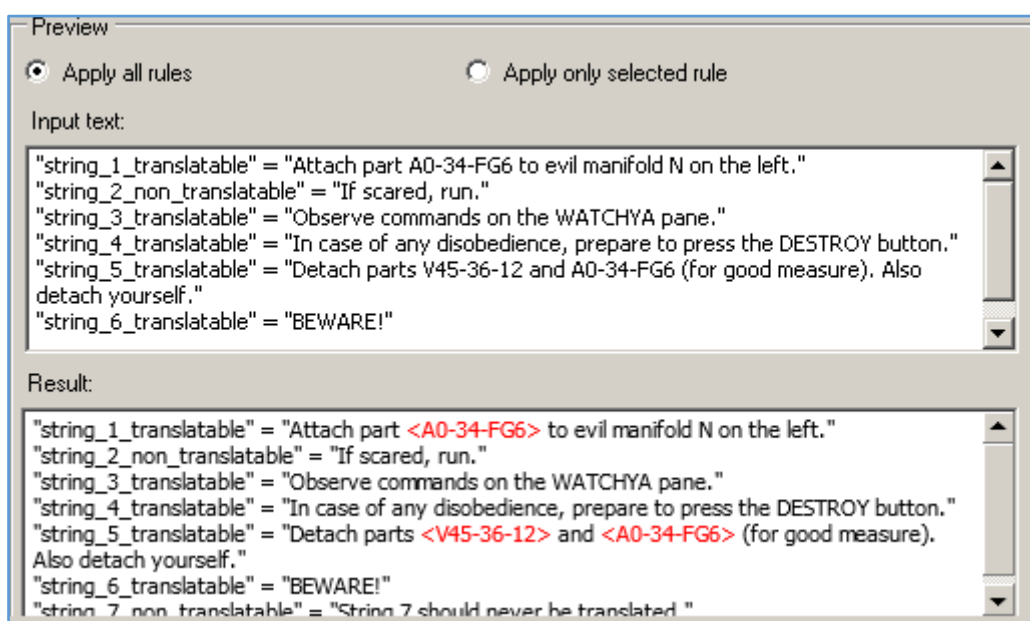 Preview
Apply all rules
Apply only selected rule
Input text:
"string_1_translatable" = "Attach part A0-34-FG6 to evil manifold N on the left."
"string_2_non_translatable" = "If scared, run."
"string_3_translatable" = "Observe commands on the WATCHYA pane."
"string_4_translatable" = "In case of any disobedience, prepare to press the DESTROY button."
"string_5_translatable" = "Detach parts V45-36-12 and A0-34-FG6 (for good measure). Also
detach yourself."
"string_6_translatable" = "BEWARE!"
Result:
"string_1_translatable" = "Attach part <A0-34-FG6> to evil manifold N on the left."
"string_2_non_translatable" = "If scared, run."
"string_3_translatable" = "Observe commands on the WATCHYA pane."
"string_4_translatable" = "In case of any disobedience, prepare to press the DESTROY button."
"string_5_translatable" = "Detach parts <V45-36-12> and <A0-34-FG6> (for good measure).
Also detach yourself."
"string_6_translatable" = "BEWARE!"
"string_7_non_translatable" = "String 7 should never be translated."